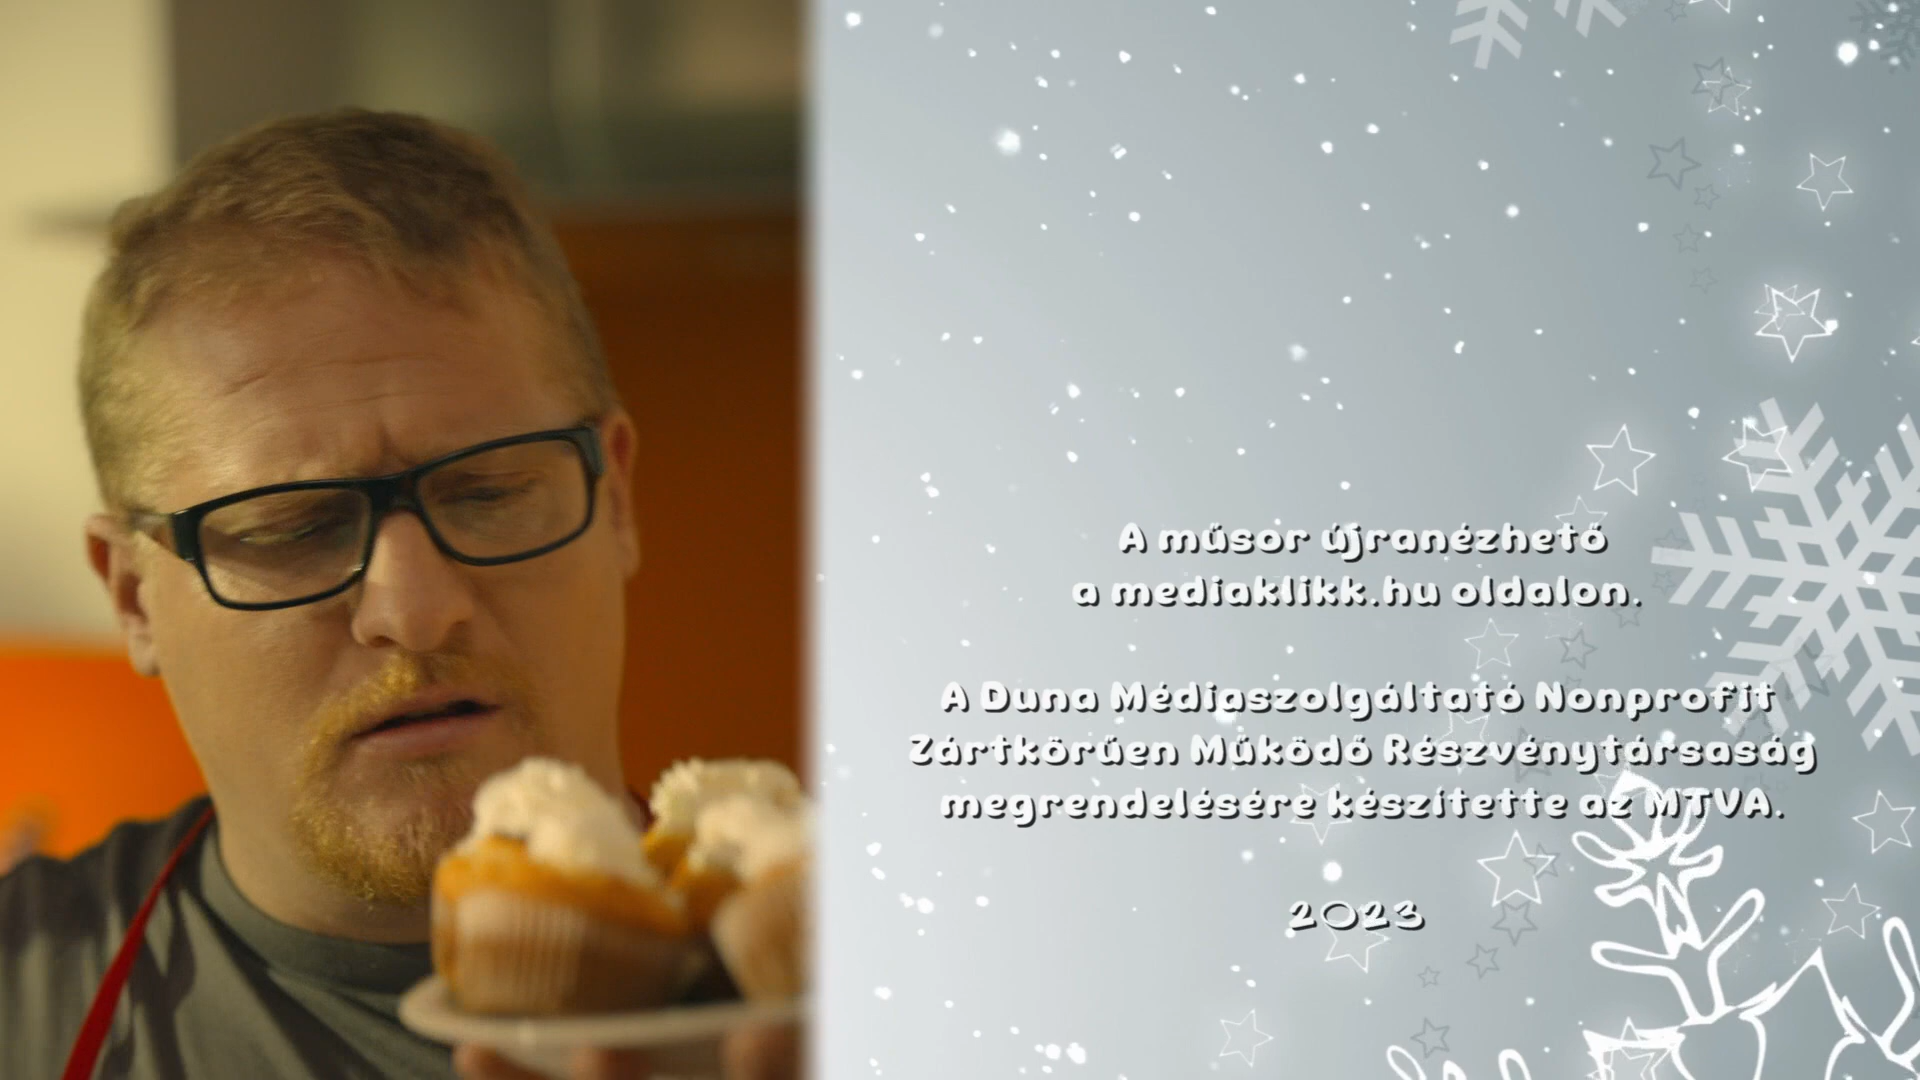 A műsor újranézhető
a mediaklikk.hu oldalon.
A Duna Médiaszolgáltató Nonprofit
Zártkörűen Működő Részvénytársaság
megrendelésére készítette az MTVA.
2023